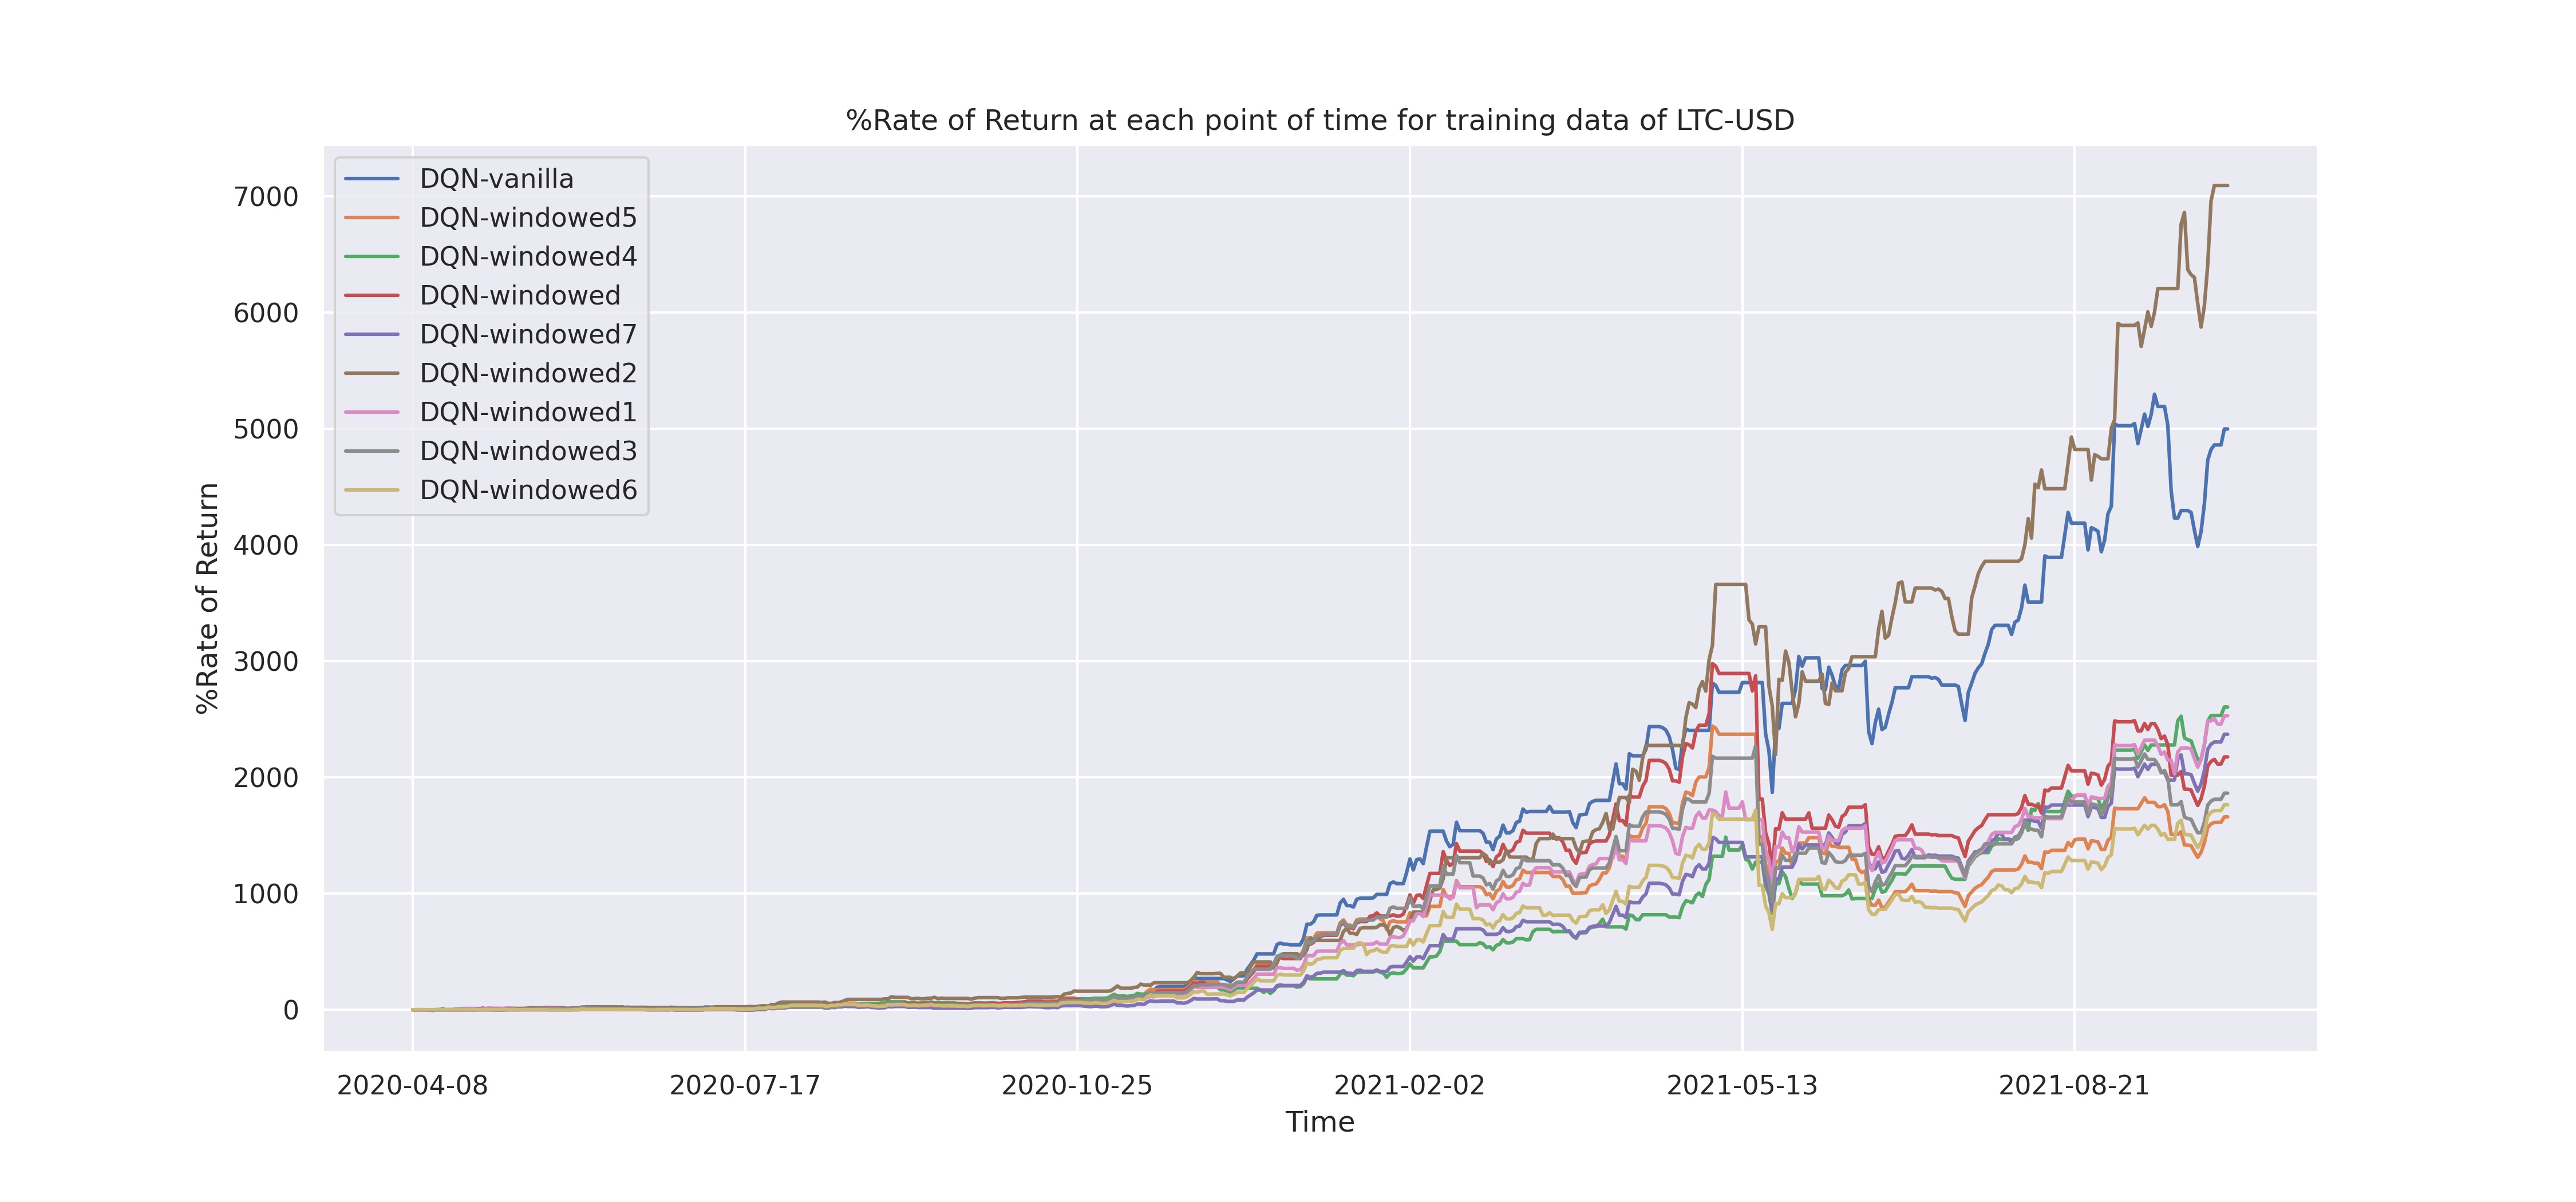 %Rate of Return at each point of time for training data of LTC-USD
DQN-vanilla
DQN-windowed5
DQN-windowed4
DQN-windowed
DQN-windowed7
DQN-windowed2
DQN-windowed1
DQN-windowed3
DQN-windowed6
7000
6000
5000
4000
3000
2000
1000
0
%Rate of Return
2020-04-08 2020-07-17 2020-10-25 2021-02-02 2021-05-13 2021-08-21
Time